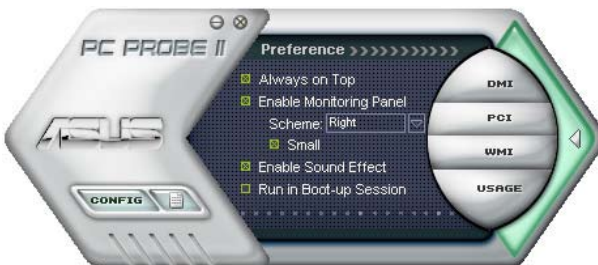 PC PROBE II
ASUS
CONFIG
Preference >>>>>>>>>>>
Always on Top
Enable Monitoring Panel
Scheme: Right
Small
Enable Sound Effect
Run in Boot-up Session
DMI
PCI
WMI
USAGE